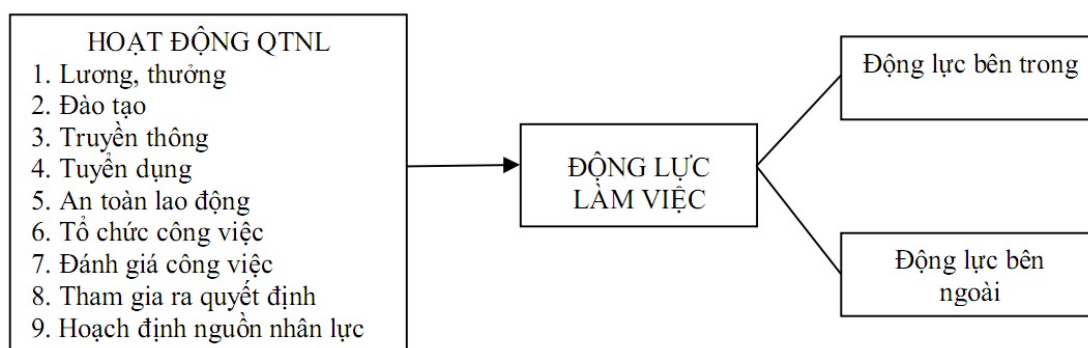 HOẠT ĐỘNG QTNL
1. Lương, thưởng
2. Đào tạo
3. Truyền thông
4. Tuyển dụng
5. An toàn lao động
6. Tổ chức công việc
7. Đánh giá công việc
8. Tham gia ra quyết định
9. Hoạch định nguồn nhân lực
ĐỘNG LỰC
LÀM VIỆC
Động lực bên trong
Động lực bên
ngoài